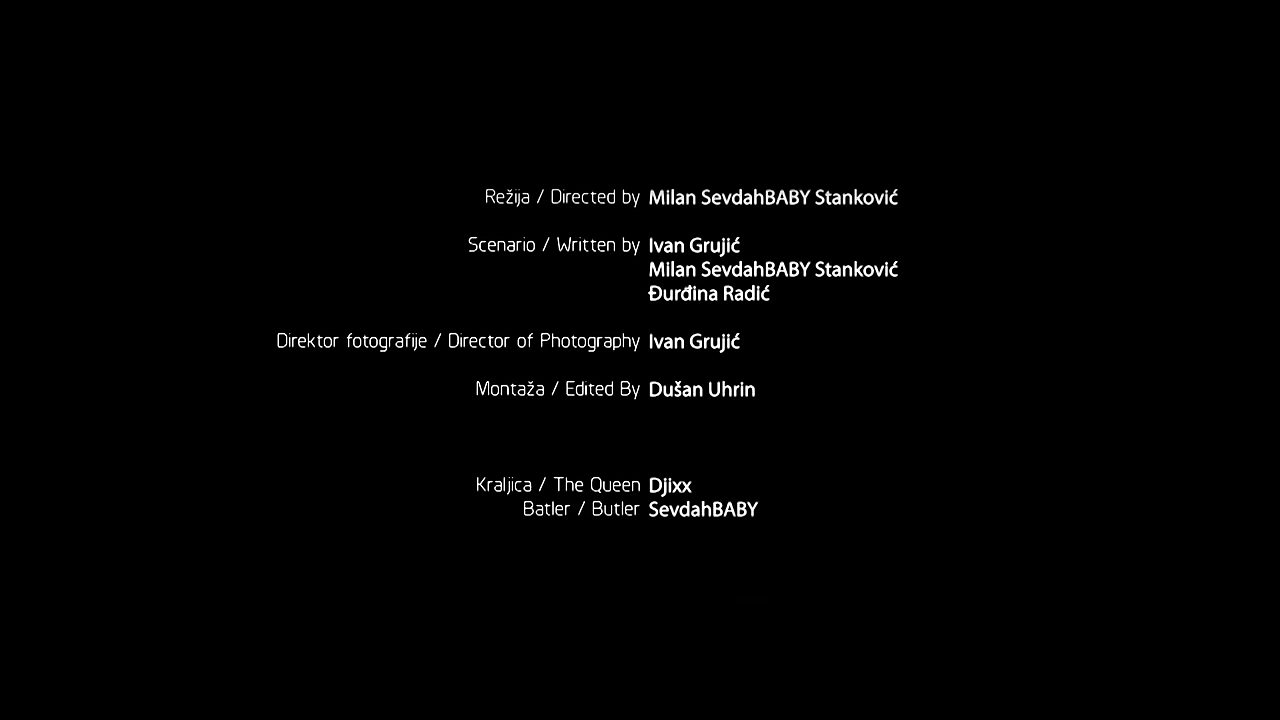 Režija / Directed by Milan SevdahBABY Stanković
Scenario / Written by Ivan Grujić
Milan SevdahBABY Stanković
Đurđina Radić
Direktor fotografije / Director of Photography Ivan Grujić
Montaža / Edited By Dušan Uhrin
Kraljica / The Queen Djixx
Batler / Butler SevdahBABY